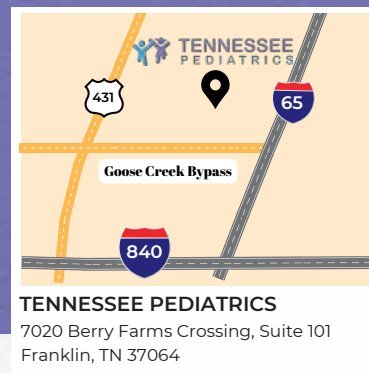 TENNESSEE
PEDIATRICS
431
65
Goose Creek Bypass
840
TENNESSEE PEDIATRICS
7020 Berry Farms Crossing, Suite 101
Franklin, TN 37064